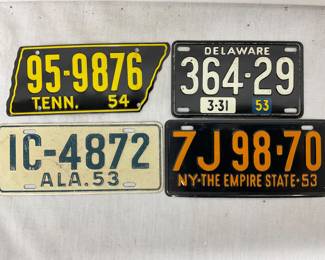 95-9876
TENN. 54
DELAWARE
364-29
3-31 53
1C-4872
ALA. 53
7J 98-70
NY·THE EMPIRE STATE·53